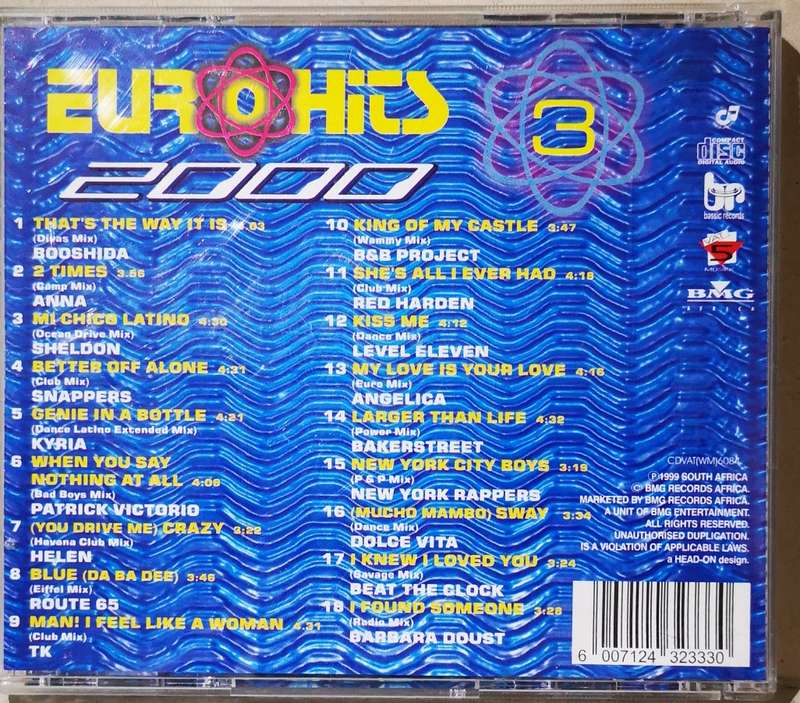 EUROHITS 3
2000
1 THAT'S THE WAY IT IS 4.03
(Divas Mix)
BOOSHIDA
2 2 TIMES 3.56
(Camp Mix)
ANNA
3 MI CHICO LATINO 4:30
(Ocean Drive Mix)
SHELDON
4 BETTER OFF ALONE 4:31
(Club Mix)
SNAPPERS
5 GENIE IN A BOTTLE 4:21
(Dance Latino Extended Mix)
KYRIA
6 WHEN YOU SAY
NOTHING AT ALL 4:08
(Bad Boys Mix)
PATRICK VICTORIO
7 (YOU DRIVE ME) CRAZY 3:22
(Havana Club Mix)
HELEN
8 BLUE (DA BA DEE) 3:46
(Eiffel Mix)
ROUTE 65
9 MAN! I FEEL LIKE A WOMAN 4.31
(Club Mix)
TK
10 KING OF MY CASTLE 3:47
(Wammy Mix)
B&B PROJECT
11 SHE'S ALL I EVER HAD 4:18
(Club Mix)
RED HARDEN
12 KISS ME 4:12
(Dance Mix)
LEVEL ELEVEN
13 MY LOVE IS YOUR LOVE 4:16
(Euro Mix)
ANGELICA
14 LARGER THAN LIFE 4:32
(Power Mix)
BAKERSTREET
15 NEW YORK CITY BOYS 3:19
(P & P Mix)
NEW YORK RAPPERS
16 (MUCHO MAMBO) SWAY 3:34
(Dance Mix)
DOLCE VITA
17 I KNEW I LOVED YOU 3:24
(Savage Mix)
BEAT THE CLOCK
18 I FOUND SOMEONE 3:28
(Radio Mix)
BARBARA DOUST
COMPACT
disc
DIGITAL AUDIO
br
bassic records
5
MUSIEK
BMG
AFRICA
CDVAT(WM)6084
℗1999 SOUTH AFRICA
© BMG RECORDS AFRICA.
MARKETED BY BMG RECORDS AFRICA.
A UNIT OF BMG ENTERTAINMENT.
ALL RIGHTS RESERVED.
UNAUTHORISED DUPLICATION.
IS A VIOLATION OF APPLICABLE LAWS.
a HEAD-ON design.
6 007124 323330